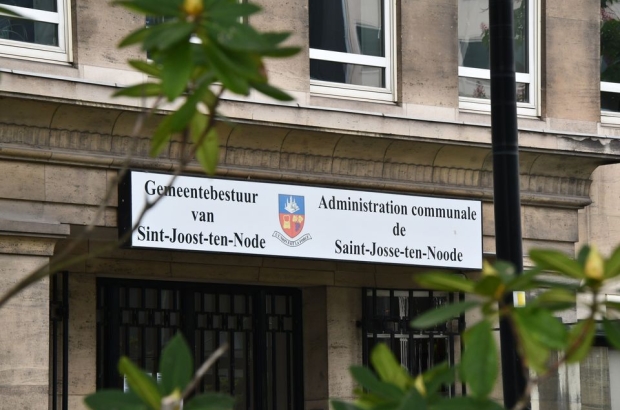 Gemeentebestuur
van
Sint-Joost-ten-Node
Administration communale
de
Saint-Josse-ten-Noode